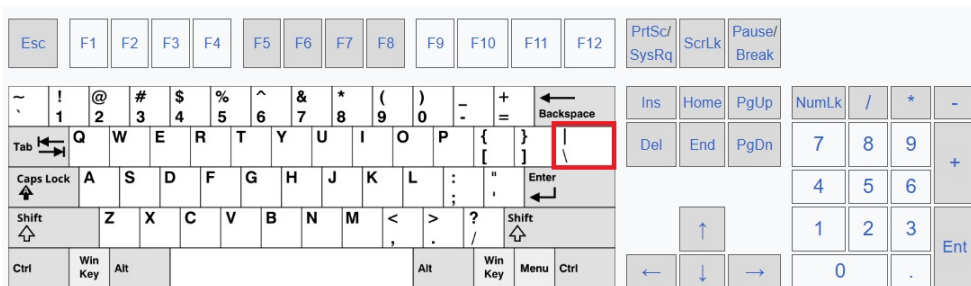 Esc F1 F2 F3 F4 F5 F6 F7 F8 F9 F10 F11 F12 PrtSc/ SysRq ScrLk Pause/ Break
~ ! @ # $ % ^ & * ( ) _ +
` 1 2 3 4 5 6 7 8 9 0 - = Backspace Ins Home PgUp NumLk / * -
Tab Q W E R T Y U I O P { } |
[ ] \ Del End PgDn 7 8 9 +
Caps Lock A S D F G H J K L : " Enter
; ' 4 5 6
Shift Z X C V B N M < > ? Shift
, . / ↑ 1 2 3 Ent
Ctrl Win Key Alt Alt Win Key Menu Ctrl ← ↓ → 0 .